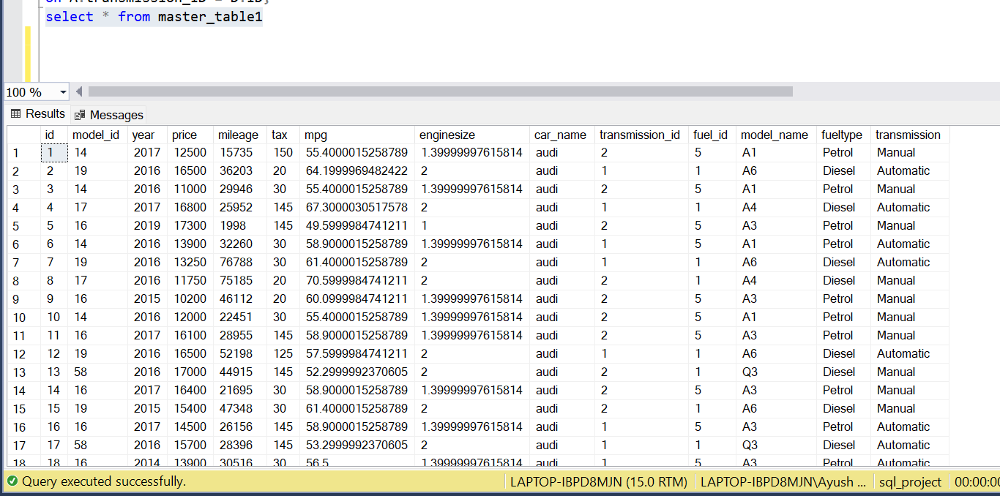 on A.transmission_ID = D.ID;
select * from master_table1
100 %
Results Messages
id model_id year price mileage tax mpg enginesize car_name transmission_id fuel_id model_name fueltype transmission
1 1 14 2017 12500 15735 150 55.4000015258789 1.39999997615814 audi 2 5 A1 Petrol Manual
2 2 19 2016 16500 36203 20 64.1999969482422 2 audi 1 1 A6 Diesel Automatic
3 3 14 2016 11000 29946 30 55.4000015258789 1.39999997615814 audi 2 5 A1 Petrol Manual
4 4 17 2017 16800 25952 145 67.3000030517578 2 audi 1 1 A4 Diesel Automatic
5 5 16 2019 17300 1998 145 49.5999984741211 1 audi 2 5 A3 Petrol Manual
6 6 14 2016 13900 32260 30 58.9000015258789 1.39999997615814 audi 1 5 A1 Petrol Automatic
7 7 19 2016 13250 76788 30 61.4000015258789 2 audi 1 1 A6 Diesel Automatic
8 8 17 2016 11750 75185 20 70.5999984741211 2 audi 2 1 A4 Diesel Manual
9 9 16 2015 10200 46112 20 60.0999984741211 1.39999997615814 audi 2 5 A3 Petrol Manual
10 10 14 2016 12000 22451 30 55.4000015258789 1.39999997615814 audi 2 5 A1 Petrol Manual
11 11 16 2017 16100 28955 145 58.9000015258789 1.39999997615814 audi 2 5 A3 Petrol Manual
12 12 19 2016 16500 52198 125 57.5999984741211 2 audi 1 1 A6 Diesel Automatic
13 13 58 2016 17000 44915 145 52.2999992370605 2 audi 2 1 Q3 Diesel Manual
14 14 16 2017 16400 21695 30 58.9000015258789 1.39999997615814 audi 2 5 A3 Petrol Manual
15 15 19 2015 15400 47348 30 61.4000015258789 2 audi 2 1 A6 Diesel Manual
16 16 16 2017 14500 26156 145 58.9000015258789 1.39999997615814 audi 1 5 A3 Petrol Automatic
17 17 58 2016 15700 28396 145 53.2999992370605 2 audi 1 1 Q3 Diesel Automatic
18 18 16 2014 13900 30516 30 56.5 1.39999997615814 audi 1 5 A3 Petrol Automatic
Query executed successfully. LAPTOP-IBPD8MJN (15.0 RTM) LAPTOP-IBPD8MJN\Ayush ... sql_project 00:00:00